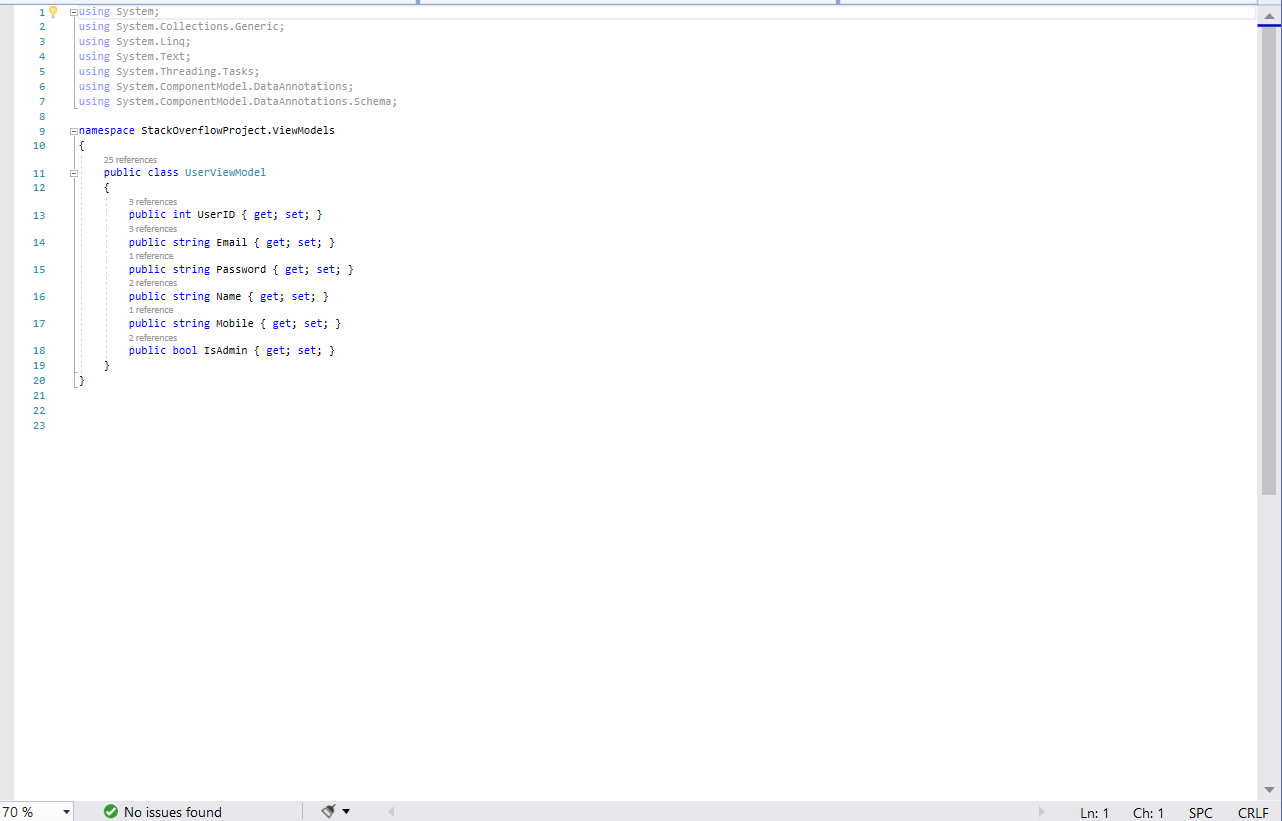 1 using System;
2 using System.Collections.Generic;
3 using System.Linq;
4 using System.Text;
5 using System.Threading.Tasks;
6 using System.ComponentModel.DataAnnotations;
7 using System.ComponentModel.DataAnnotations.Schema;
8
9 namespace StackOverflowProject.ViewModels
10 {
25 references
11 public class UserViewModel
12 {
3 references
13 public int UserID { get; set; }
3 references
14 public string Email { get; set; }
1 reference
15 public string Password { get; set; }
2 references
16 public string Name { get; set; }
1 reference
17 public string Mobile { get; set; }
2 references
18 public bool IsAdmin { get; set; }
19 }
20 }
21
22
23
70 % No issues found Ln: 1 Ch: 1 SPC CRLF